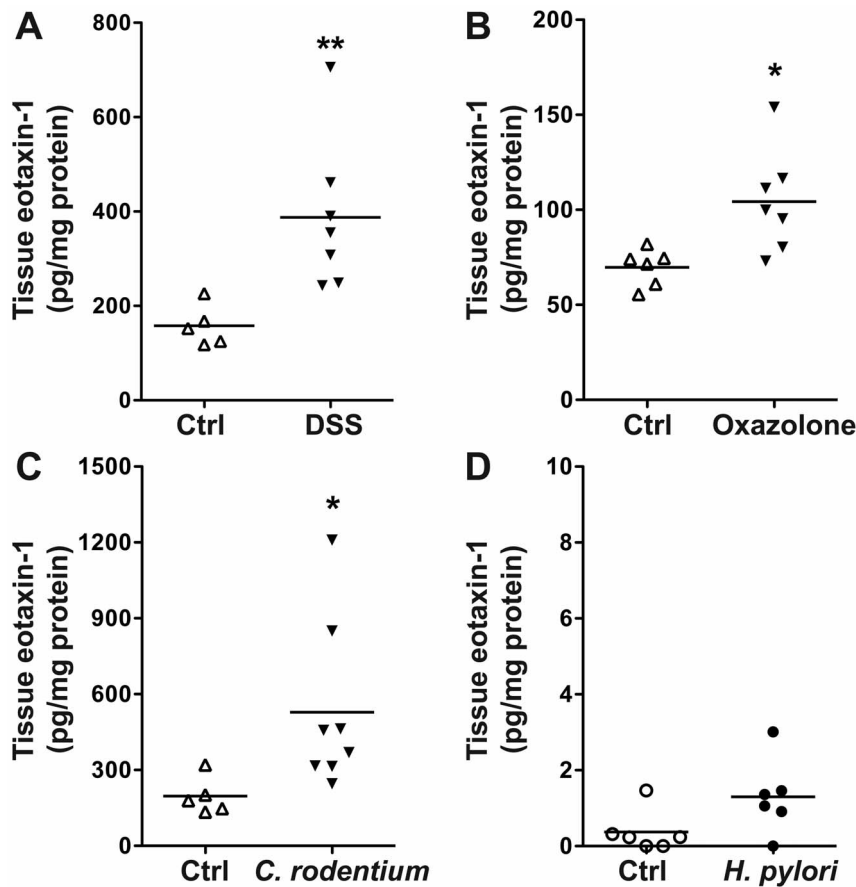 A
Tissue eotaxin-1
(pg/mg protein)
800
600
400
200
0
**
Ctrl
DSS
B
Tissue eotaxin-1
(pg/mg protein)
200
150
100
50
0
*
Ctrl
Oxazolone
C
Tissue eotaxin-1
(pg/mg protein)
1500
1200
900
600
300
0
*
Ctrl
C. rodentium
D
Tissue eotaxin-1
(pg/mg protein)
10
8
6
4
2
0
Ctrl
H. pylori